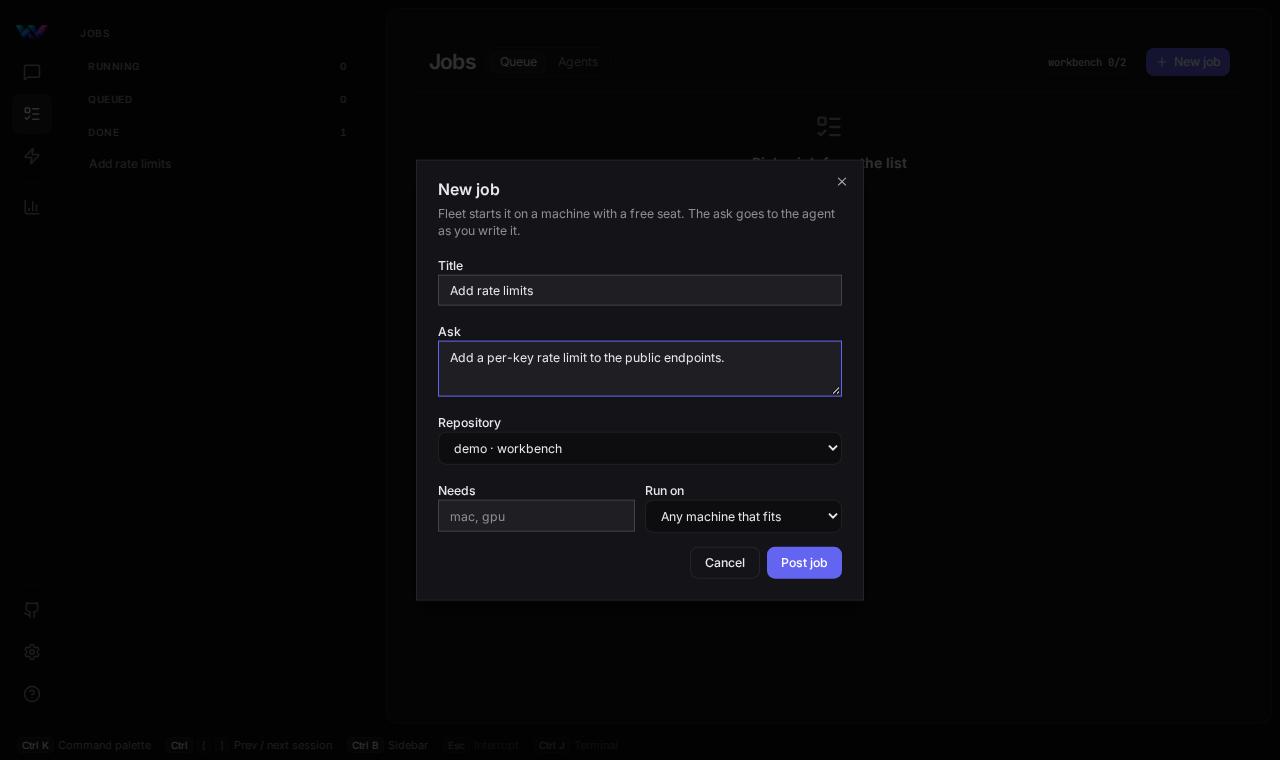 JOBS
RUNNING 0
QUEUED 0
DONE 1
Add rate limits
Jobs
Queue
Agents
workbench 0/2
+ New job
the list
New job
Fleet starts it on a machine with a free seat. The ask goes to the agent
as you write it.
Title
Add rate limits
Ask
Add a per-key rate limit to the public endpoints.
Repository
demo · workbench
Needs
Run on
mac, gpu
Any machine that fits
Cancel
Post job
Ctrl K Command palette Ctrl [ ] Prev / next session Ctrl B Sidebar Esc Interrupt Ctrl J Terminal